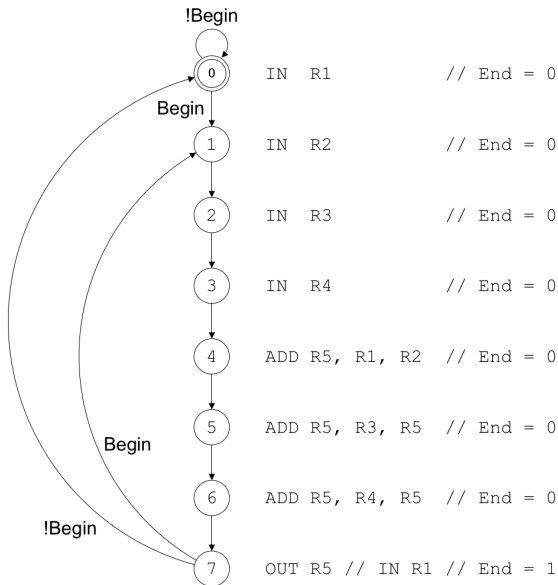 !Begin
0 IN R1 // End = 0
Begin
1 IN R2 // End = 0
2 IN R3 // End = 0
3 IN R4 // End = 0
4 ADD R5, R1, R2 // End = 0
5 ADD R5, R3, R5 // End = 0
Begin
6 ADD R5, R4, R5 // End = 0
!Begin
7 OUT R5 // IN R1 // End = 1